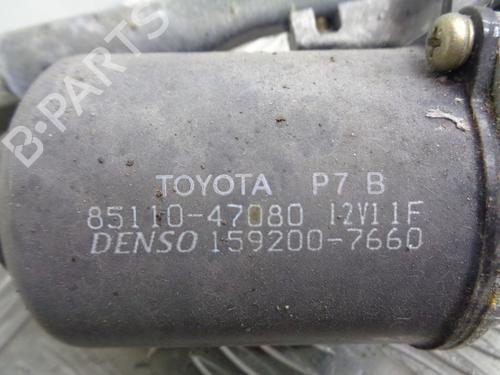 B-PARTS
TOYOTA P7 B
85110-47080 12V11F
DENSO 159200-7660